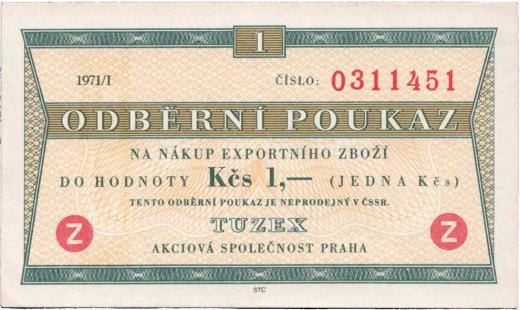 1
1971/I ČÍSLO: 0311451
ODBĚRNÍ POUKAZ
NA NÁKUP EXPORTNÍHO ZBOŽÍ
DO HODNOTY Kčs 1,— (JEDNA Kčs)
TENTO ODBĚRNÍ POUKAZ JE NEPRODEJNÝ V ČSSR.
Z TUZEX Z
AKCIOVÁ SPOLEČNOST PRAHA
STC